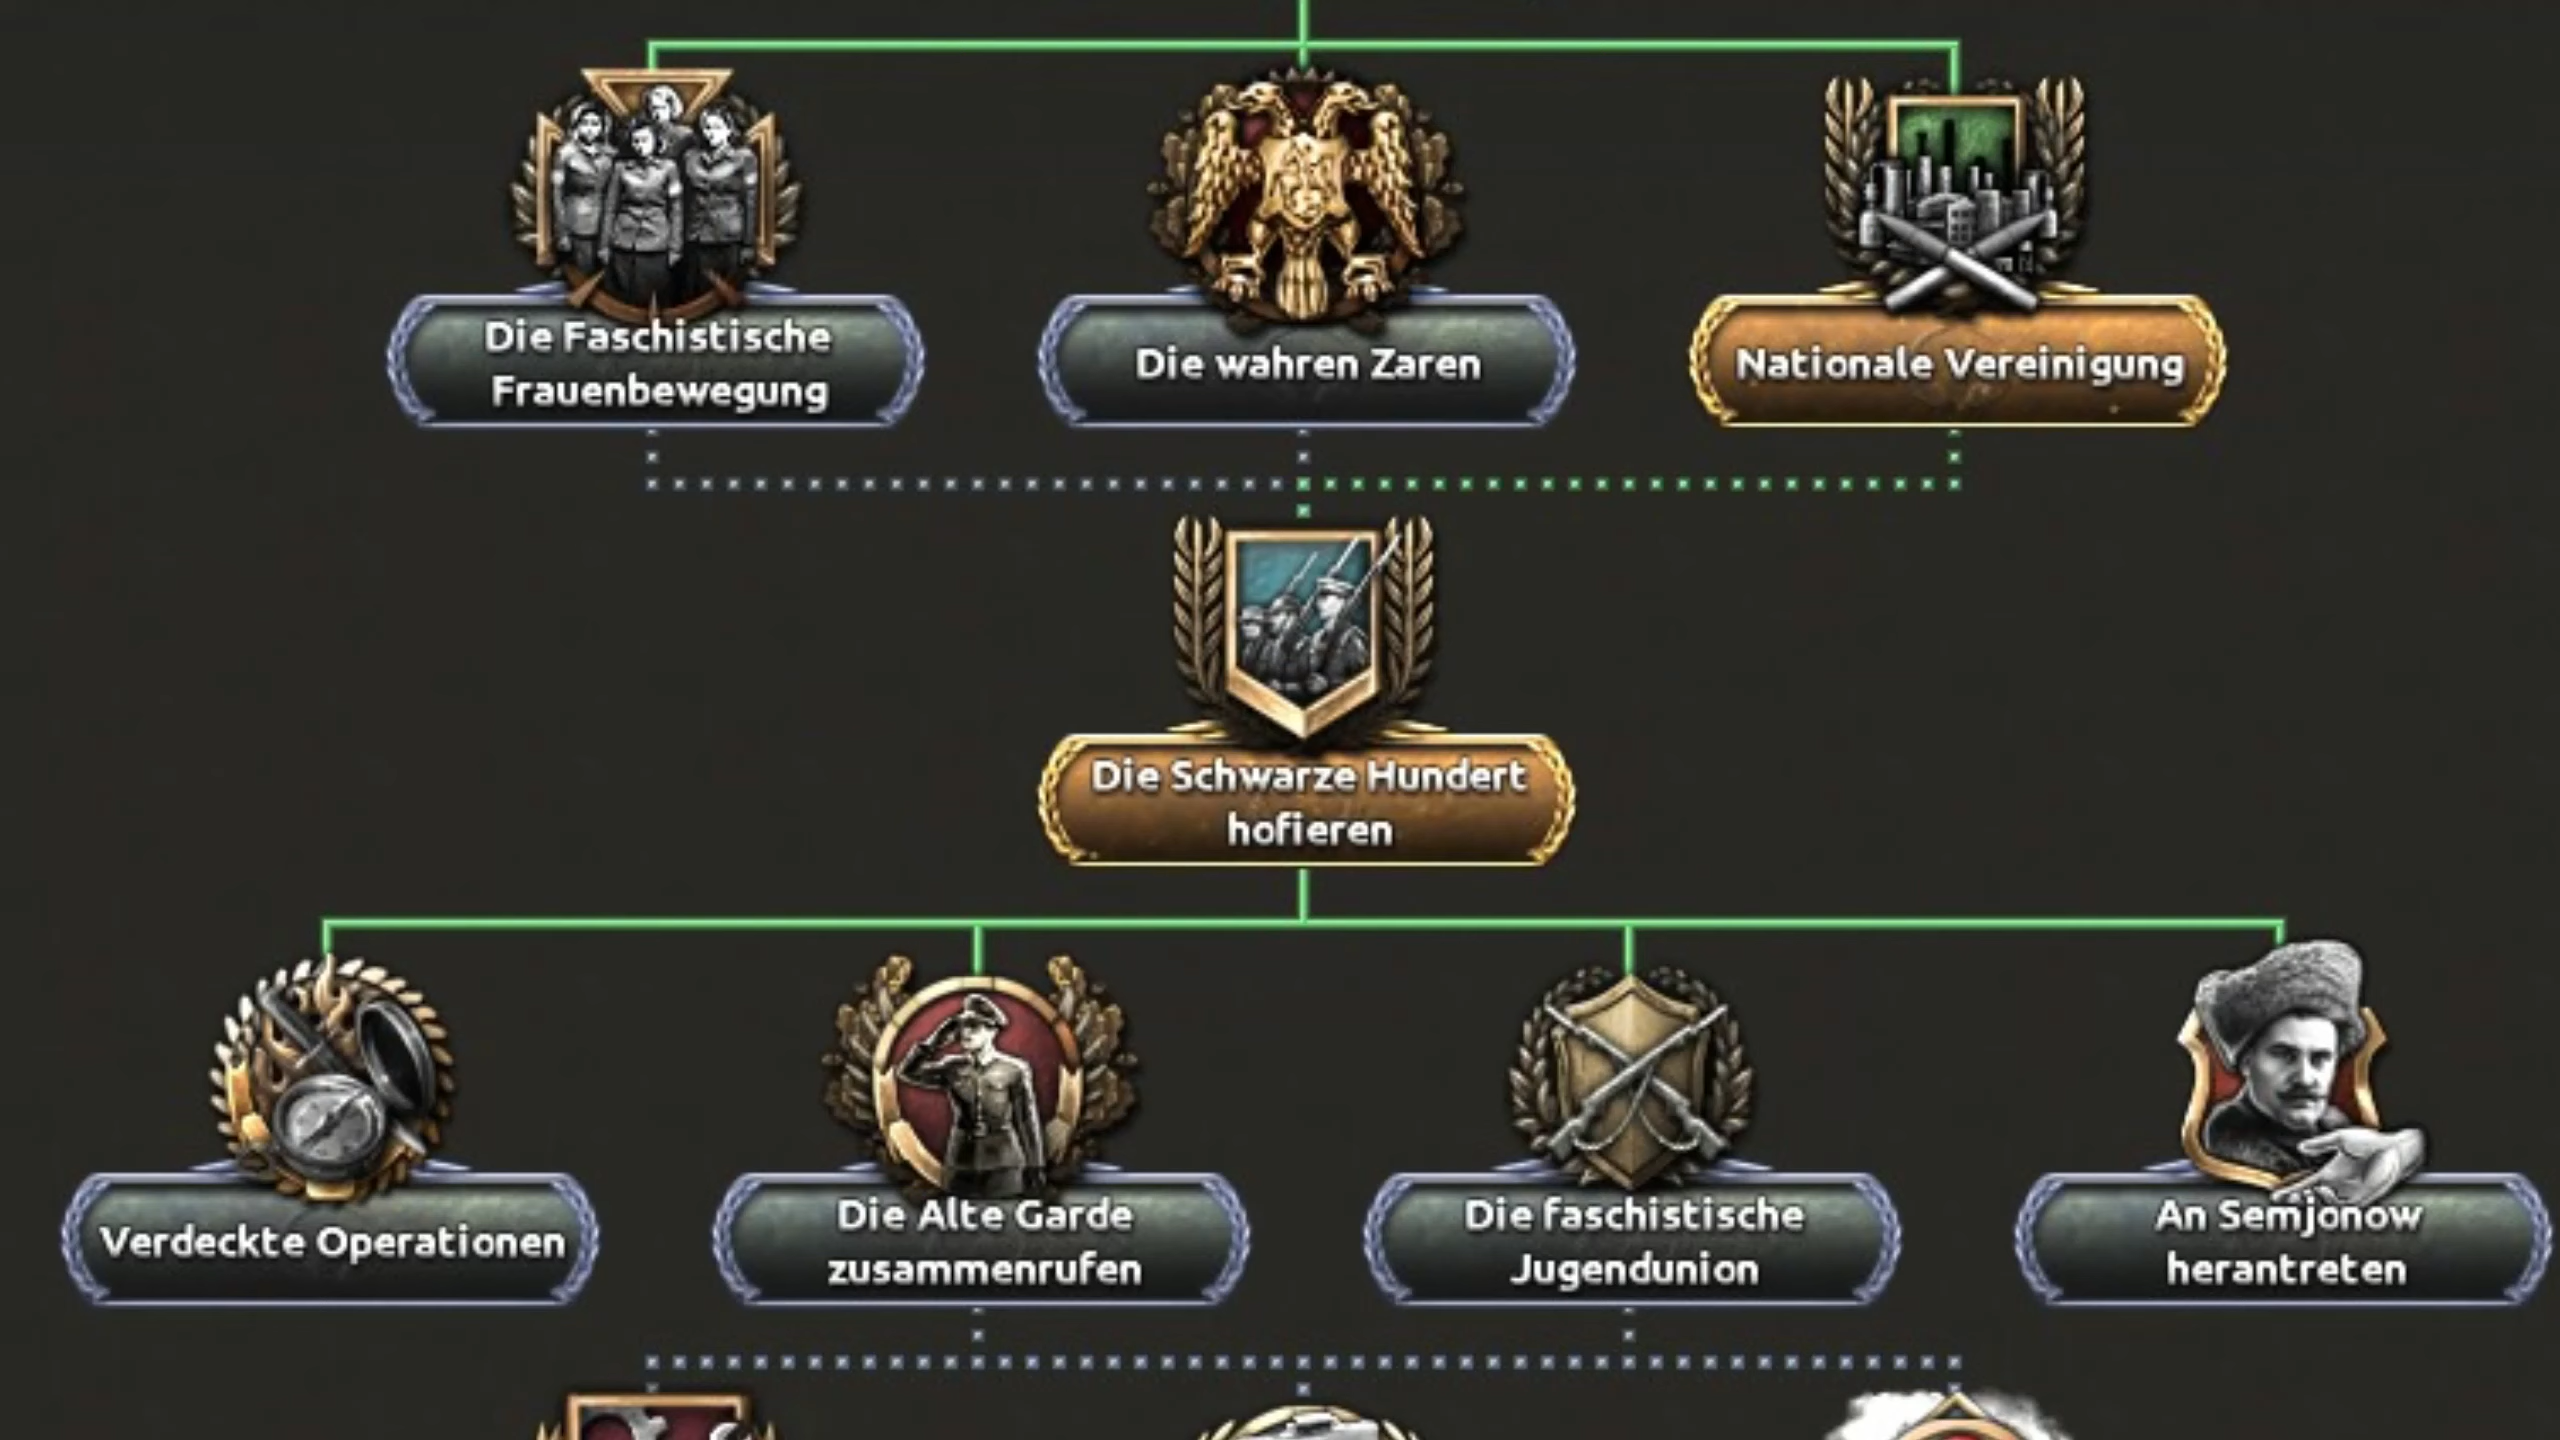 Die Faschistische
Frauenbewegung
Die wahren Zaren
Nationale Vereinigung
Die Schwarze Hundert
hofieren
Verdeckte Operationen
Die Alte Garde
zusammenrufen
Die faschistische
Jugendunion
An Semjonow
herantreten